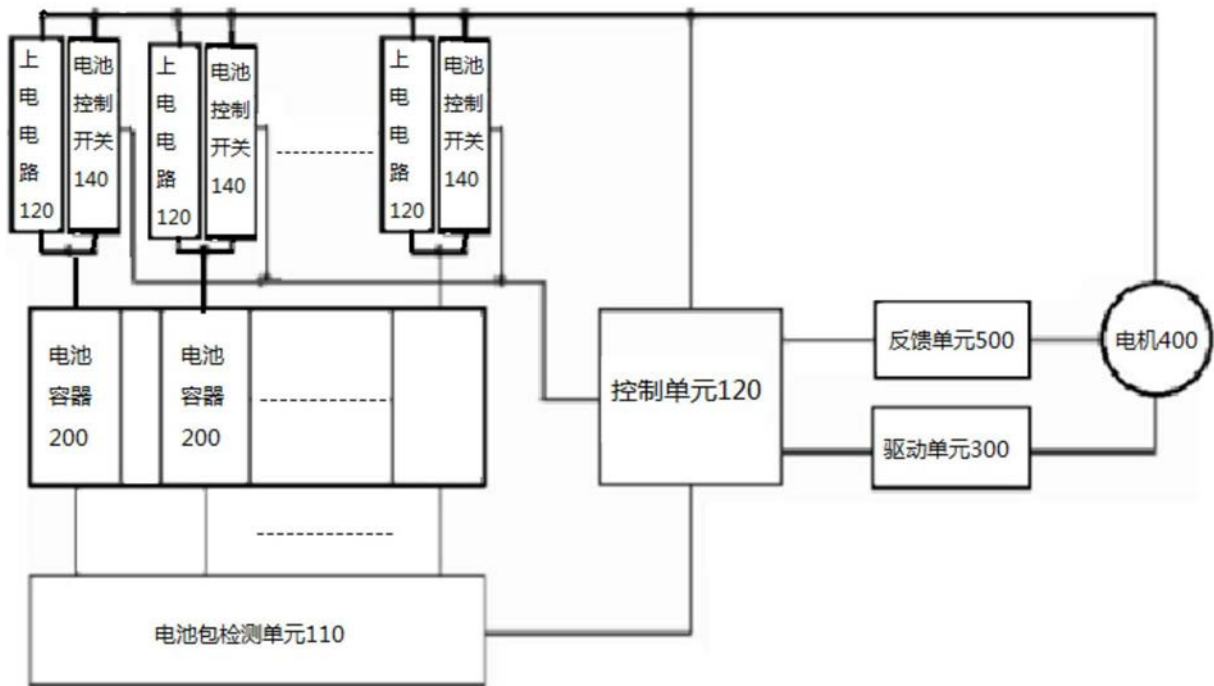 上
电
电
路
120
电池
控制
开关
140
上
电
电
路
120
电池
控制
开关
140
上
电
电
路
120
电池
控制
开关
140
电池
容器
200
电池
容器
200
控制单元120
反馈单元500
电机400
驱动单元300
电池包检测单元110